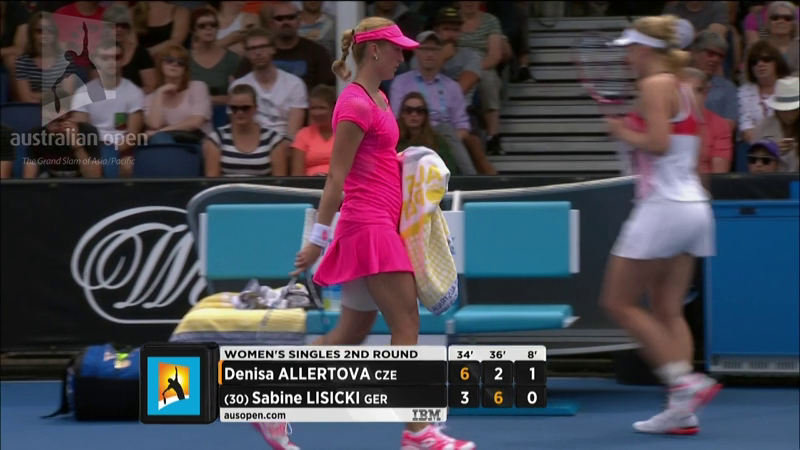 australian open
The Grand Slam of Asia/Pacific
W
WOMEN'S SINGLES 2ND ROUND 34' 36' 8'
Denisa ALLERTOVA CZE 6 2 1
(30) Sabine LISICKI GER 3 6 0
ausopen.com IBM